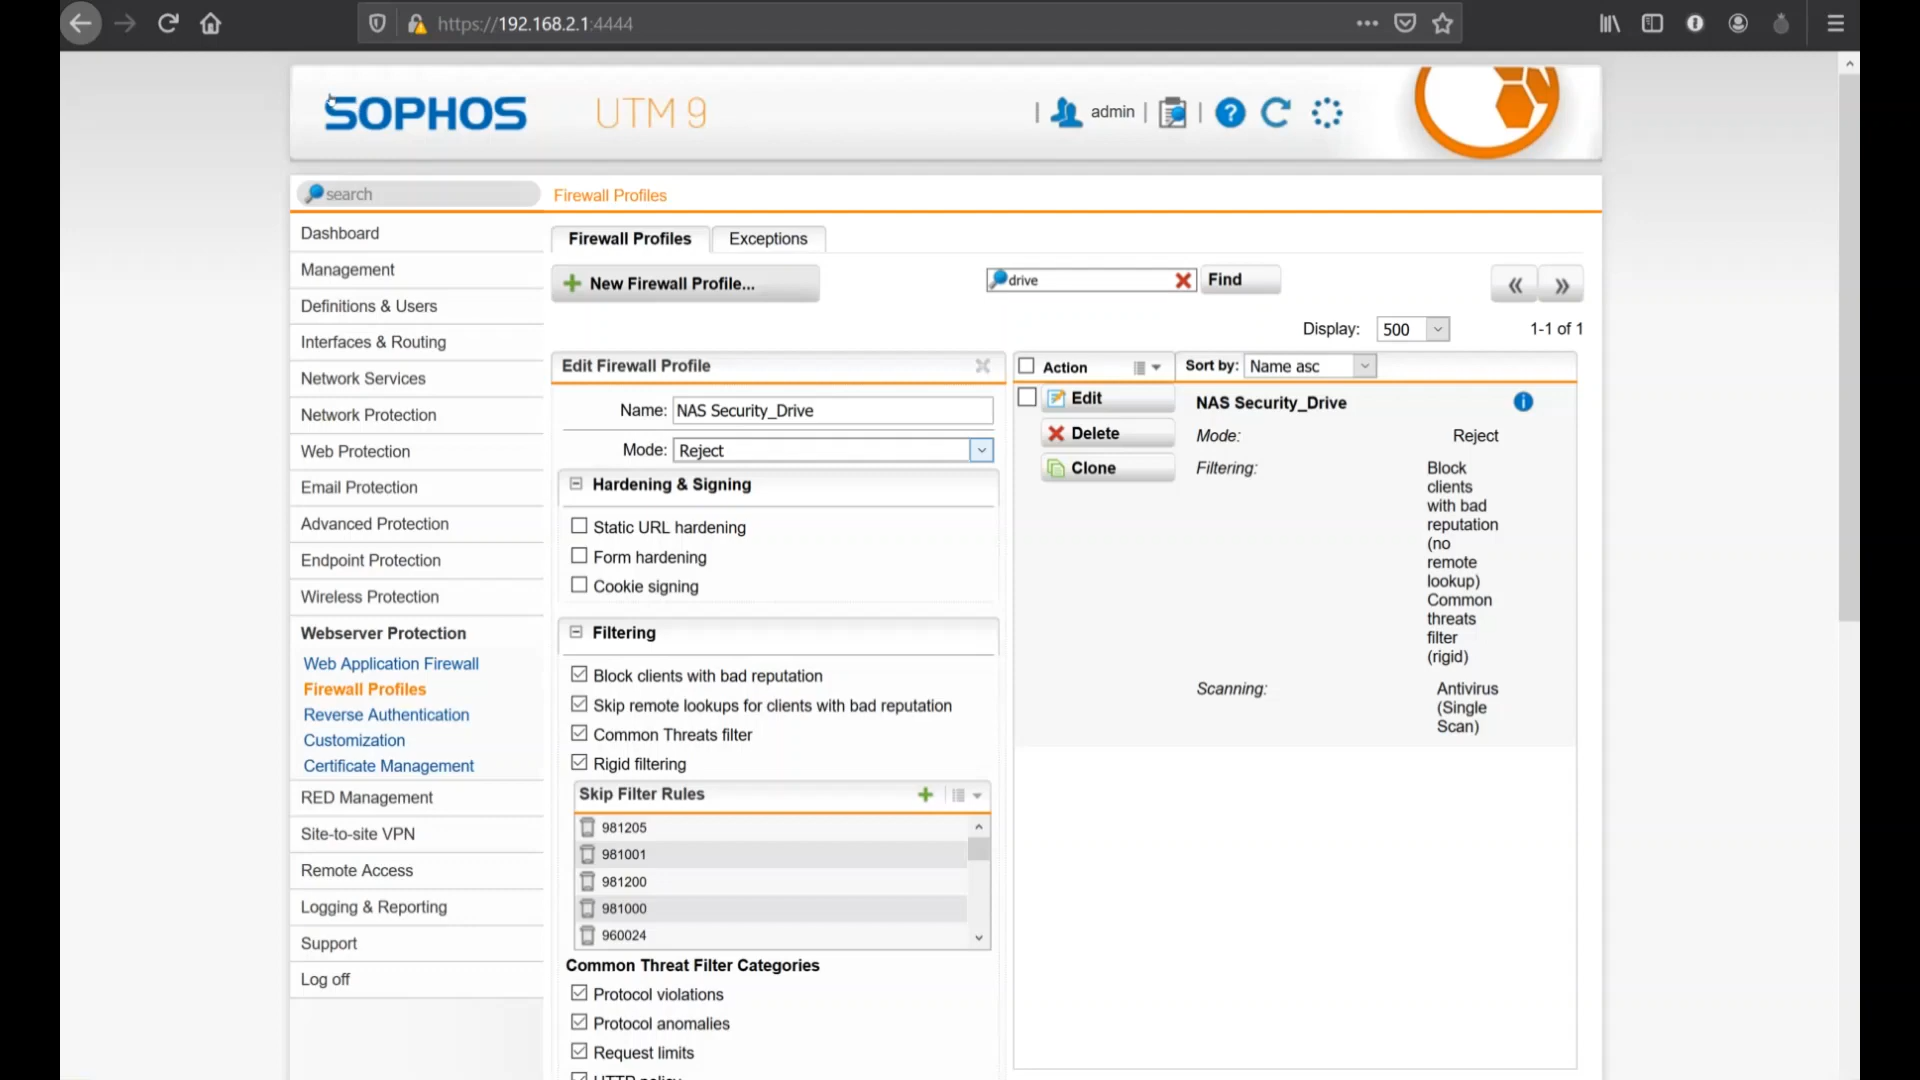 https://192.168.2.1:4444
SOPHOS UTM 9
admin
search
Firewall Profiles
Dashboard
Management
Definitions & Users
Interfaces & Routing
Network Services
Network Protection
Web Protection
Email Protection
Advanced Protection
Endpoint Protection
Wireless Protection
Webserver Protection
Web Application Firewall
Firewall Profiles
Reverse Authentication
Customization
Certificate Management
RED Management
Site-to-site VPN
Remote Access
Logging & Reporting
Support
Log off
Firewall Profiles
Exceptions
New Firewall Profile...
drive
Find
Display: 500
1-1 of 1
Edit Firewall Profile
Name: NAS Security_Drive
Mode: Reject
Hardening & Signing
Static URL hardening
Form hardening
Cookie signing
Filtering
Block clients with bad reputation
Skip remote lookups for clients with bad reputation
Common Threats filter
Rigid filtering
Skip Filter Rules
981205
981001
981200
981000
960024
Common Threat Filter Categories
Protocol violations
Protocol anomalies
Request limits
HTTP policy
Action
Sort by: Name asc
Edit
Delete
Clone
NAS Security_Drive
Mode: Reject
Filtering: Block
clients
with bad
reputation
(no
remote
lookup)
Common
threats
filter
(rigid)
Scanning: Antivirus
(Single
Scan)